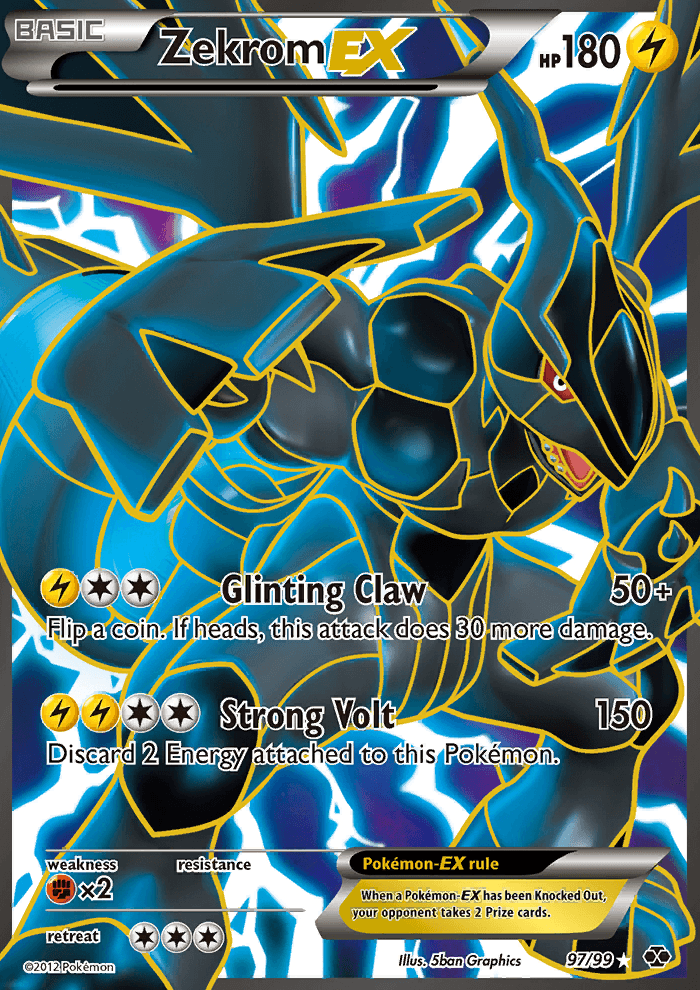 BASIC
Zekrom EX
HP180
Glinting Claw 50+
Flip a coin. If heads, this attack does 30 more damage.
Strong Volt 150
Discard 2 Energy attached to this Pokémon.
weakness resistance
×2
retreat
Pokémon-EX rule
When a Pokémon-EX has been Knocked Out,
your opponent takes 2 Prize cards.
©2012 Pokémon
Illus. 5ban Graphics
97/99